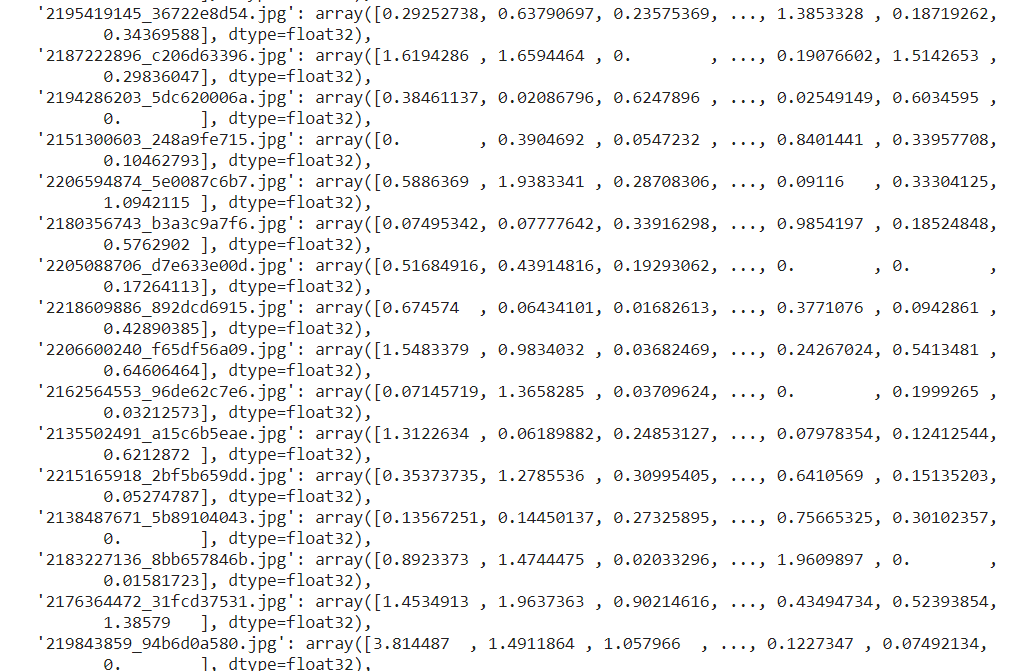 '2195419145_36722e8d54.jpg': array([0.29252738, 0.63790697, 0.23575369, ..., 1.3853328 , 0.18719262,
0.34369588], dtype=float32),
'2187222896_c206d63396.jpg': array([1.6194286 , 1.6594464 , 0.        , ..., 0.19076602, 1.5142653 ,
0.29836047], dtype=float32),
'2194286203_5dc620006a.jpg': array([0.38461137, 0.02086796, 0.6247896 , ..., 0.02549149, 0.6034595 ,
0.        ], dtype=float32),
'2151300603_248a9fe715.jpg': array([0.        , 0.3904692 , 0.0547232 , ..., 0.8401441 , 0.33957708,
0.10462793], dtype=float32),
'2206594874_5e0087c6b7.jpg': array([0.5886369 , 1.9383341 , 0.28708306, ..., 0.09116   , 0.33304125,
1.0942115 ], dtype=float32),
'2180356743_b3a3c9a7f6.jpg': array([0.07495342, 0.07777642, 0.33916298, ..., 0.9854197 , 0.18524848,
0.5762902 ], dtype=float32),
'2205088706_d7e633e00d.jpg': array([0.51684916, 0.43914816, 0.19293062, ..., 0.        , 0.        ,
0.17264113], dtype=float32),
'2218609886_892dcd6915.jpg': array([0.674574  , 0.06434101, 0.01682613, ..., 0.3771076 , 0.0942861 ,
0.42890385], dtype=float32),
'2206600240_f65df56a09.jpg': array([1.5483379 , 0.9834032 , 0.03682469, ..., 0.24267024, 0.5413481 ,
0.64606464], dtype=float32),
'2162564553_96de62c7e6.jpg': array([0.07145719, 1.3658285 , 0.03709624, ..., 0.        , 0.1999265 ,
0.03212573], dtype=float32),
'2135502491_a15c6b5eae.jpg': array([1.3122634 , 0.06189882, 0.24853127, ..., 0.07978354, 0.12412544,
0.6212872 ], dtype=float32),
'2215165918_2bf5b659dd.jpg': array([0.35373735, 1.2785536 , 0.30995405, ..., 0.6410569 , 0.15135203,
0.05274787], dtype=float32),
'2138487671_5b89104043.jpg': array([0.13567251, 0.14450137, 0.27325895, ..., 0.75665325, 0.30102357,
0.        ], dtype=float32),
'2183227136_8bb657846b.jpg': array([0.8923373 , 1.4744475 , 0.02033296, ..., 1.9609897 , 0.        ,
0.01581723], dtype=float32),
'2176364472_31fcd37531.jpg': array([1.4534913 , 1.9637363 , 0.90214616, ..., 0.43494734, 0.52393854,
1.38579   ], dtype=float32),
'219843859_94b6d0a580.jpg': array([3.814487  , 1.4911864 , 1.057966  , ..., 0.1227347 , 0.07492134,
0.        ], dtype=float32),